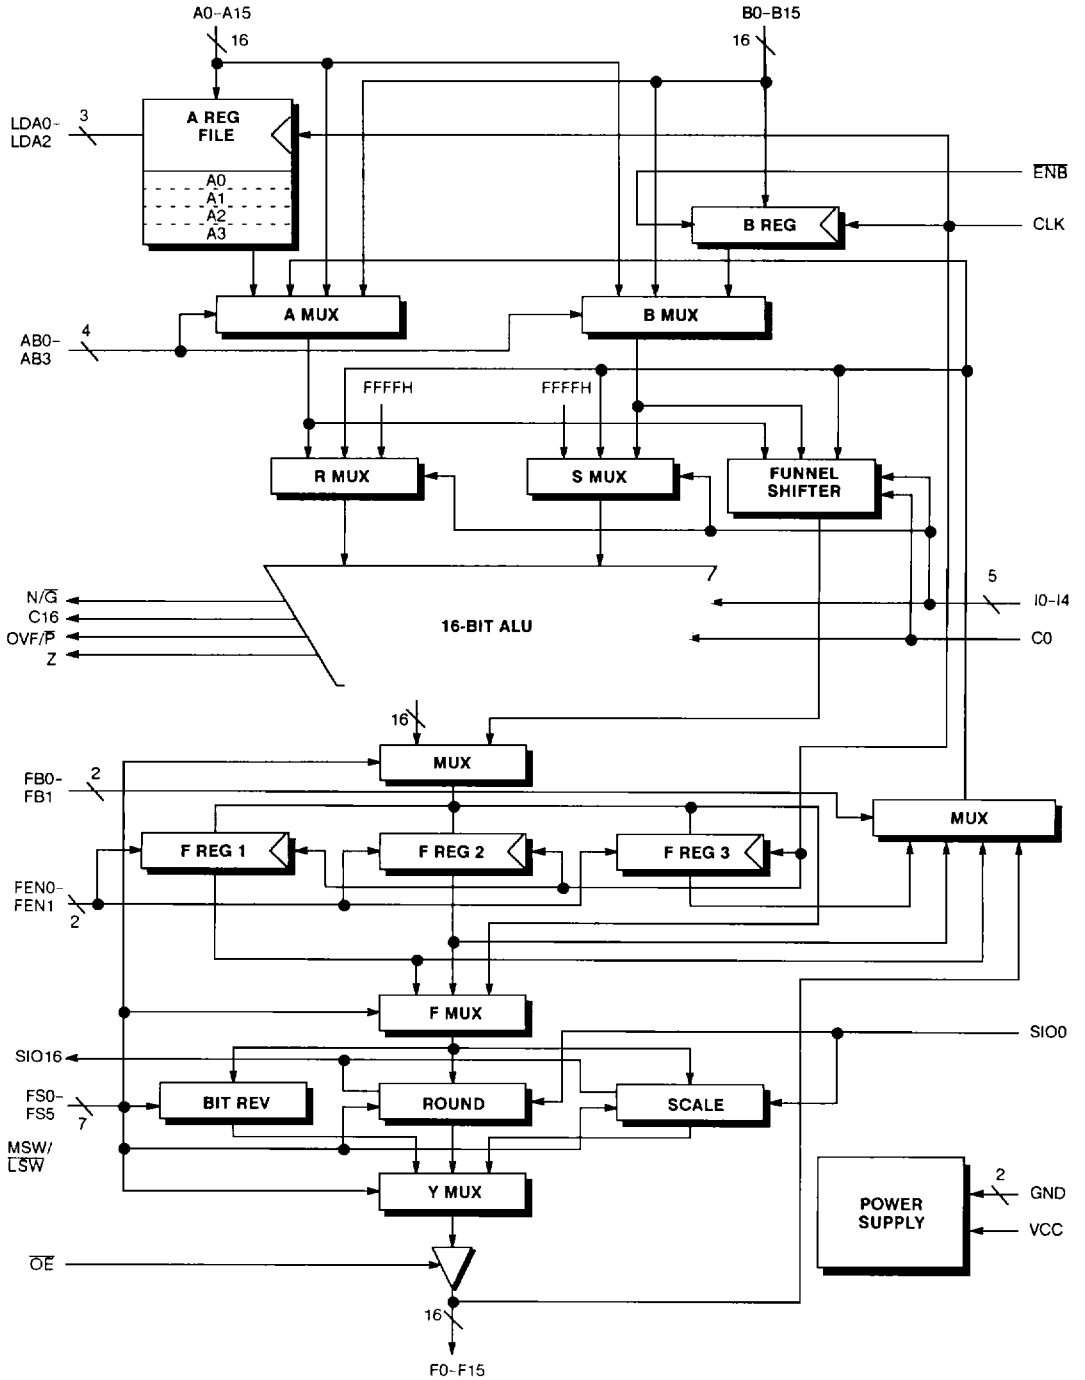 A0–A15
16
B0–B15
16
LDA0–
LDA2
3
A REG
FILE
A0
A1
A2
A3
ENB
B REG
CLK
A MUX
B MUX
AB0–
AB3
4
FFFFH
FFFFH
R MUX
S MUX
FUNNEL
SHIFTER
N/G
C16
OVF/P
Z
16-BIT ALU
5
I0–I4
C0
16
MUX
FB0–
FB1
2
MUX
F REG 1
F REG 2
F REG 3
FEN0–
FEN1
2
F MUX
SIO0
SIO16
FS0–
FS5
7
BIT REV
ROUND
SCALE
MSW/
LSW
Y MUX
POWER
SUPPLY
2
GND
VCC
OE
16
F0–F15